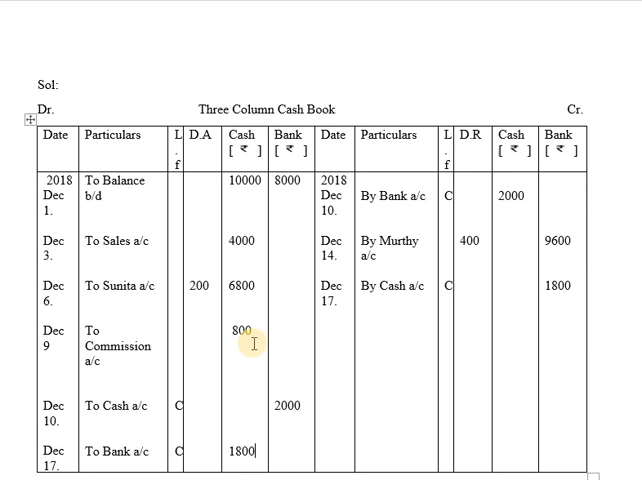 Sol:
Dr. Three Column Cash Book Cr.
Date Particulars L.f D.A Cash [ ₹ ] Bank [ ₹ ] Date Particulars L.f D.R Cash [ ₹ ] Bank [ ₹ ]
2018 Dec 1. To Balance b/d 10000 8000 2018 Dec 10. By Bank a/c C 2000
Dec 3. To Sales a/c 4000 Dec 14. By Murthy a/c 400 9600
Dec 6. To Sunita a/c 200 6800 Dec 17. By Cash a/c C 1800
Dec 9 To Commission a/c 800
Dec 10. To Cash a/c C 2000
Dec 17. To Bank a/c C 1800